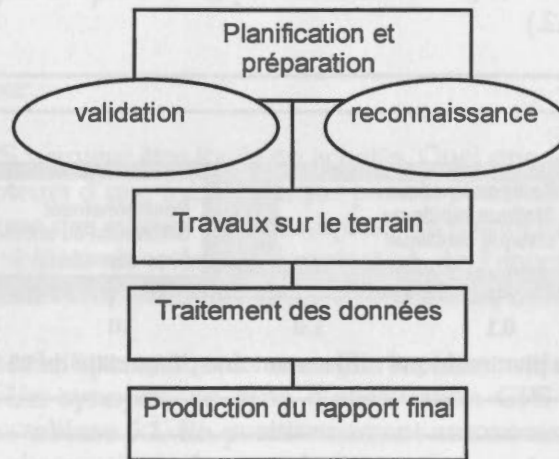 Planification et
préparation
validation
reconnaissance
Travaux sur le terrain
Traitement des données
Production du rapport final